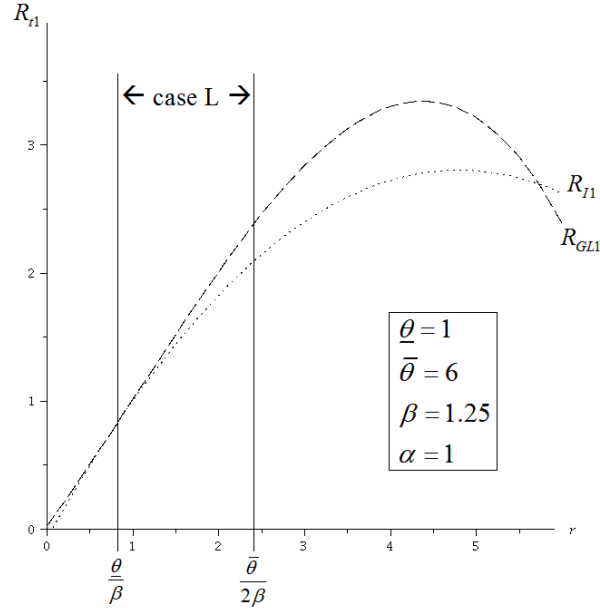 R_{t1}
← case L →
3
2
1
0
R_{I1}
R_{GL1}
θ̲ = 1
θ̅ = 6
β = 1.25
α = 1
0 1 2 3 4 5 r
θ̲/β
θ̅/2β